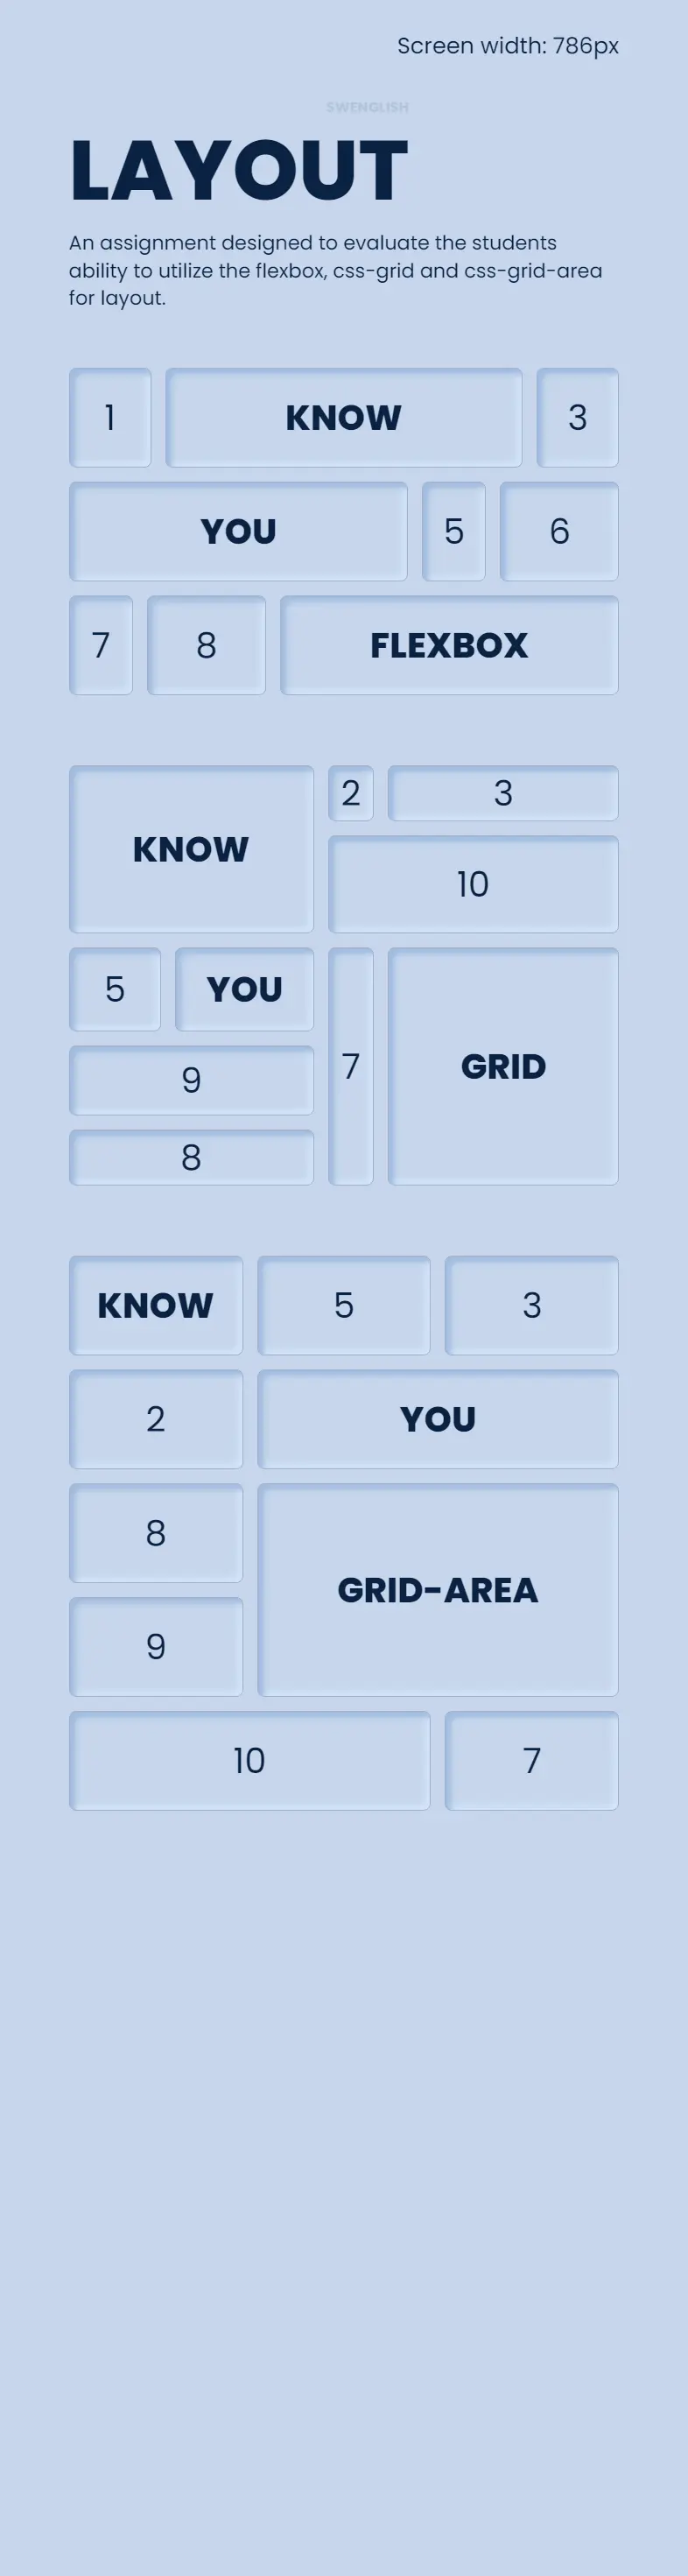 Screen width: 786px
SWENGLISH
LAYOUT
An assignment designed to evaluate the students
ability to utilize the flexbox, css-grid and css-grid-area
for layout.
1 KNOW 3
YOU 5 6
7 8 FLEXBOX
KNOW 2 3
10
5 YOU 7 GRID
9
8
KNOW 5 3
2 YOU
8 GRID-AREA
9
10 7